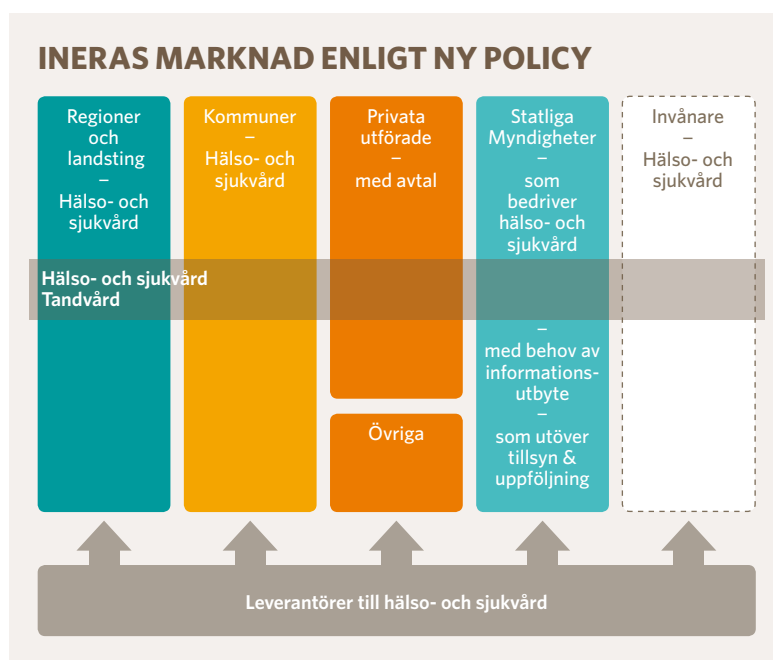 INERAS MARKNAD ENLIGT NY POLICY
Regioner
och
landsting
–
Hälso- och
sjukvård
Kommuner
–
Hälso- och
sjukvård
Privata
utförade
–
med avtal
Övriga
Statliga
Myndigheter
–
som
bedriver
hälso- och
sjukvård
–
med behov av
informations-
utbyte
–
som utöver
tillsyn &
uppföljning
Invånare
–
Hälso- och
sjukvård
Hälso- och sjukvård
Tandvård
Leverantörer till hälso- och sjukvård